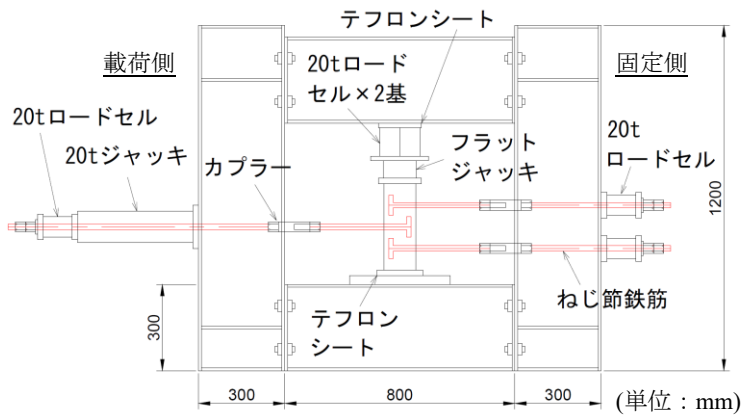 テフロンシート
載荷側
20tロード
セル×2基
固定側
20tロードセル
20tジャッキ
カプラー
フラット
ジャッキ
20t
ロードセル
1200
ねじ節鉄筋
300
テフロン
シート
300
800
300
(単位：mm)